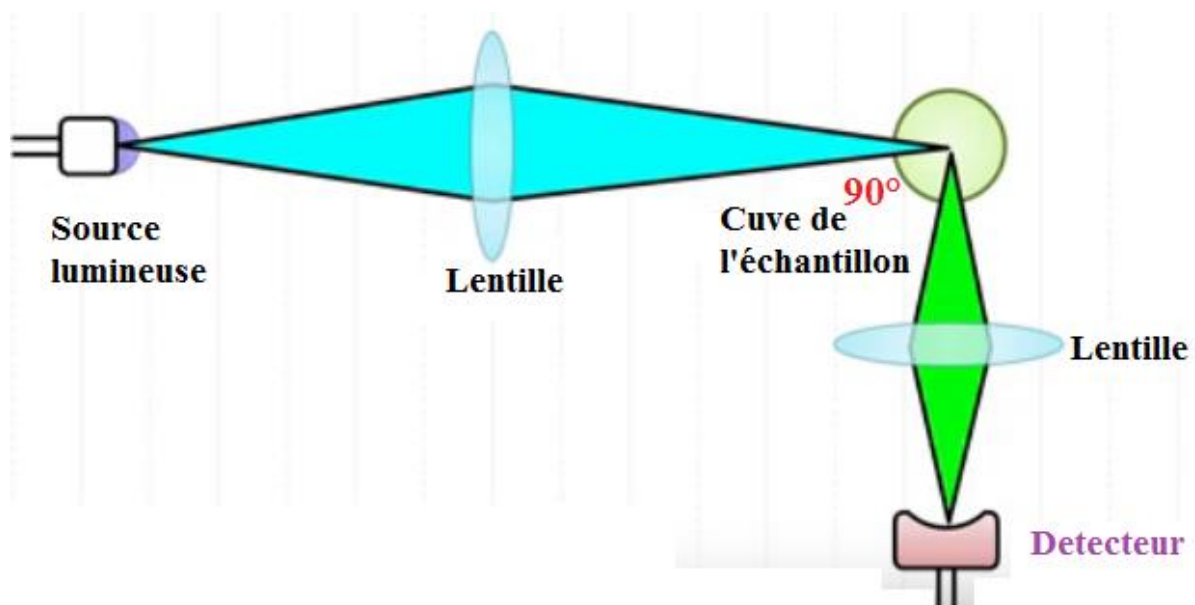 90°
Source
lumineuse
Lentille
Cuve de
l'échantillon
Lentille
Detecteur